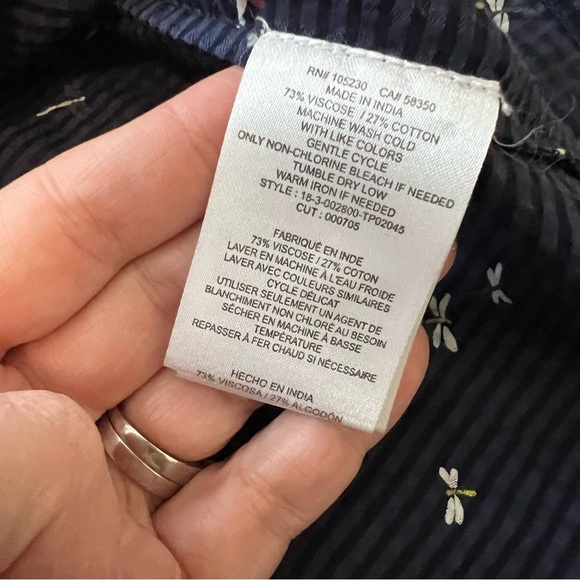 RN# 105230 CA# 58350
MADE IN INDIA
73% VISCOSE / 27% COTTON
MACHINE WASH COLD
WITH LIKE COLORS
GENTLE CYCLE
ONLY NON-CHLORINE BLEACH IF NEEDED
TUMBLE DRY LOW
WARM IRON IF NEEDED
STYLE : 18-3-002800-TP02045
CUT : 000705
FABRIQUÉ EN INDE
73% VISCOSE / 27% COTON
LAVER EN MACHINE À L'EAU FROIDE
LAVER AVEC COULEURS SIMILAIRES
CYCLE DÉLICAT
UTILISER SEULEMENT UN AGENT DE
BLANCHIMENT NON CHLORÉ AU BESOIN
SÉCHER EN MACHINE À BASSE
TEMPÉRATURE
REPASSER À FER CHAUD SI NÉCESSAIRE
HECHO EN INDIA
73% VISCOSA / 27% ALGODÓN